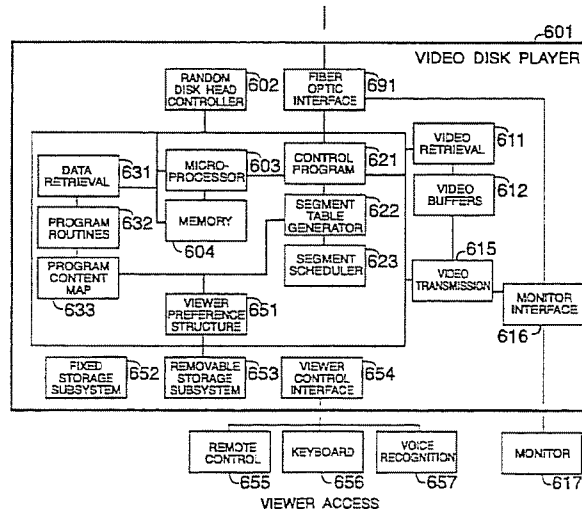 601
VIDEO DISK PLAYER
RANDOM
DISK HEAD
CONTROLLER
602
FIBER
OPTIC
INTERFACE
691
DATA
RETRIEVAL
631
MICRO-
PROCESSOR
603
CONTROL
PROGRAM
621
VIDEO
RETRIEVAL
611
PROGRAM
ROUTINES
632
MEMORY
604
SEGMENT
TABLE
GENERATOR
622
VIDEO
BUFFERS
612
PROGRAM
CONTENT
MAP
633
SEGMENT
SCHEDULER
623
615
VIDEO
TRANSMISSION
VIEWER
PREFERENCE
STRUCTURE
651
MONITOR
INTERFACE
616
FIXED
STORAGE
SUBSYSTEM
652
REMOVABLE
STORAGE
SUBSYSTEM
653
VIEWER
CONTROL
INTERFACE
654
REMOTE
CONTROL
655
KEYBOARD
656
VOICE
RECOGNITION
657
MONITOR
617
VIEWER ACCESS